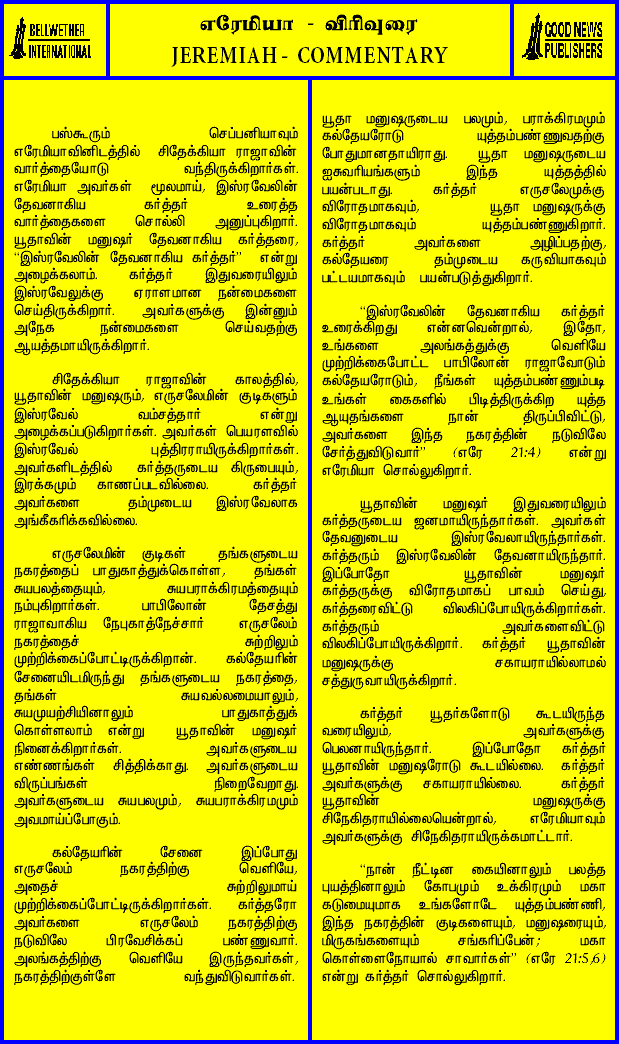 BELLWETHER
INTERNATIONAL
எரேமியா - விரிவுரை
JEREMIAH - COMMENTARY
GOOD NEWS
PUBLISHERS
பஸ்கூரும் செப்பனியாவும்
எரேமியாவினிடத்தில் சிதேக்கியா ராஜாவின்
வார்த்தையோடு வந்திருக்கிறார்கள்.
எரேமியா அவர்கள் மூலமாய், இஸ்ரவேலின்
தேவனாகிய கர்த்தர் உரைத்த
வார்த்தைகளை சொல்லி அனுப்புகிறார்.
யூதாவின் மனுஷர் தேவனாகிய கர்த்தரை,
“இஸ்ரவேலின் தேவனாகிய கர்த்தர்” என்று
அழைக்கலாம். கர்த்தர் இதுவரையிலும்
இஸ்ரவேலுக்கு ஏராளமான நன்மைகளை
செய்திருக்கிறார். அவர்களுக்கு இன்னும்
அநேக நன்மைகளை செய்வதற்கு
ஆயத்தமாயிருக்கிறார்.
சிதேக்கியா ராஜாவின் காலத்தில்,
யூதாவின் மனுஷரும், எருசலேமின் குடிகளும்
இஸ்ரவேல் வம்சத்தார் என்று
அழைக்கப்படுகிறார்கள். அவர்கள் பெயரளவில்
இஸ்ரவேல் புத்திரராயிருக்கிறார்கள்.
அவர்களிடத்தில் கர்த்தருடைய கிருபையும்,
இரக்கமும் காணப்படவில்லை. கர்த்தர்
அவர்களை தம்முடைய இஸ்ரவேலாக
அங்கீகரிக்கவில்லை.
எருசலேமின் குடிகள் தங்களுடைய
நகரத்தைப் பாதுகாத்துக்கொள்ள, தங்கள்
சுயபலத்தையும், சுயபராக்கிரமத்தையும்
நம்புகிறார்கள். பாபிலோன் தேசத்து
ராஜாவாகிய நேபுகாத்நேச்சார் எருசலேம்
நகரத்தைச் சுற்றிலும்
முற்றிக்கைப்போட்டிருக்கிறான். கல்தேயரின்
சேனையிடமிருந்து தங்களுடைய நகரத்தை,
தங்கள் சுயவல்லமையாலும்,
சுயமுயற்சியினாலும் பாதுகாத்துக்
கொள்ளலாம் என்று யூதாவின் மனுஷர்
நினைக்கிறார்கள். அவர்களுடைய
எண்ணங்கள் சித்திக்காது. அவர்களுடைய
விருப்பங்கள் நிறைவேறாது.
அவர்களுடைய சுயபலமும், சுயபராக்கிரமமும்
அவமாய்ப்போகும்.
கல்தேயரின் சேனை இப்போது
எருசலேம் நகரத்திற்கு வெளியே,
அதைச் சுற்றிலுமாய்
முற்றிக்கைப்போட்டிருக்கிறார்கள். கர்த்தரோ
அவர்களை எருசலேம் நகரத்திற்கு
நடுவிலே பிரவேசிக்கப் பண்ணுவார்.
அலங்கத்திற்கு வெளியே இருந்தவர்கள்,
நகரத்திற்குள்ளே வந்துவிடுவார்கள்.
யூதா மனுஷருடைய பலமும், பராக்கிரமமும்
கல்தேயரோடு யுத்தம்பண்ணுவதற்கு
போதுமானதாயிராது. யூதா மனுஷருடைய
ஐசுவரியங்களும் இந்த யுத்தத்தில்
பயன்படாது. கர்த்தர் எருசலேமுக்கு
விரோதமாகவும், யூதா மனுஷருக்கு
விரோதமாகவும் யுத்தம்பண்ணுகிறார்.
கர்த்தர் அவர்களை அழிப்பதற்கு,
கல்தேயரை தம்முடைய கருவியாகவும்
பட்டயமாகவும் பயன்படுத்துகிறார்.
“இஸ்ரவேலின் தேவனாகிய கர்த்தர்
உரைக்கிறது என்னவென்றால், இதோ,
உங்களை அலங்கத்துக்கு வெளியே
முற்றிக்கைபோட்ட பாபிலோன் ராஜாவோடும்
கல்தேயரோடும், நீங்கள் யுத்தம்பண்ணும்படி
உங்கள் கைகளில் பிடித்திருக்கிற யுத்த
ஆயுதங்களை நான் திருப்பிவிட்டு,
அவர்களை இந்த நகரத்தின் நடுவிலே
சேர்த்துவிடுவார்” (எரே 21:4) என்று
எரேமியா சொல்லுகிறார்.
யூதாவின் மனுஷர் இதுவரையிலும்
கர்த்தருடைய ஜனமாயிருந்தார்கள். அவர்கள்
தேவனுடைய இஸ்ரவேலாயிருந்தார்கள்.
கர்த்தரும் இஸ்ரவேலின் தேவனாயிருந்தார்.
இப்போதோ யூதாவின் மனுஷர்
கர்த்தருக்கு விரோதமாகப் பாவம் செய்து,
கர்த்தரைவிட்டு விலகிப்போயிருக்கிறார்கள்.
கர்த்தரும் அவர்களைவிட்டு
விலகிப்போயிருக்கிறார். கர்த்தர் யூதாவின்
மனுஷருக்கு சகாயராயில்லாமல்
சத்துருவாயிருக்கிறார்.
கர்த்தர் யூதர்களோடு கூடயிருந்த
வரையிலும், அவர்களுக்கு
பெலனாயிருந்தார். இப்போதோ கர்த்தர்
யூதாவின் மனுஷரோடு கூடயில்லை. கர்த்தர்
அவர்களுக்கு சகாயராயில்லை. கர்த்தர்
யூதாவின் மனுஷருக்கு
சிநேகிதராயில்லையென்றால், எரேமியாவும்
அவர்களுக்கு சிநேகிதராயிருக்கமாட்டார்.
“நான் நீட்டின கையினாலும் பலத்த
புயத்தினாலும் கோபமும் உக்கிரமும் மகா
கடுமையுமாக உங்களோடே யுத்தம்பண்ணி,
இந்த நகரத்தின் குடிகளையும், மனுஷரையும்,
மிருகங்களையும் சங்கரிப்பேன்; மகா
கொள்ளைநோயால் சாவார்கள்” (எரே 21:5,6)
என்று கர்த்தர் சொல்லுகிறார்.